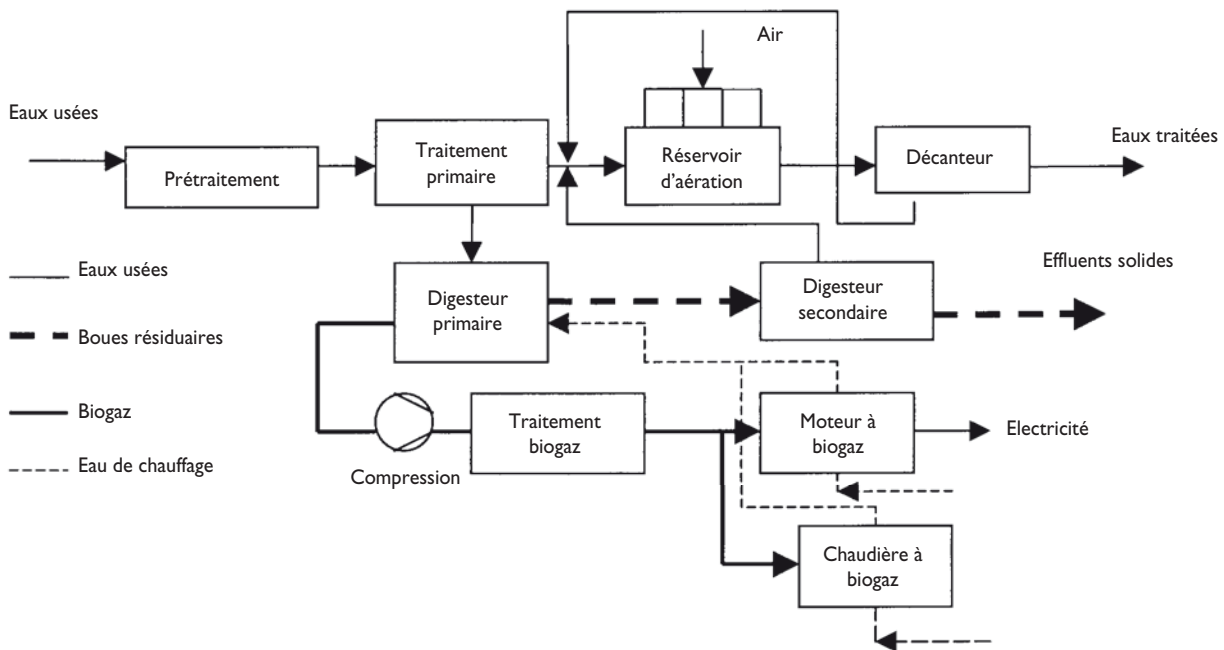 Air
Eaux usées
Prétraitement
Traitement
primaire
Réservoir
d'aération
Décanteur
Eaux traitées
Eaux usées
Boues résiduaires
Biogaz
Eau de chauffage
Digesteur
primaire
Digesteur
secondaire
Effluents solides
Compression
Traitement
biogaz
Moteur à
biogaz
Electricité
Chaudière à
biogaz